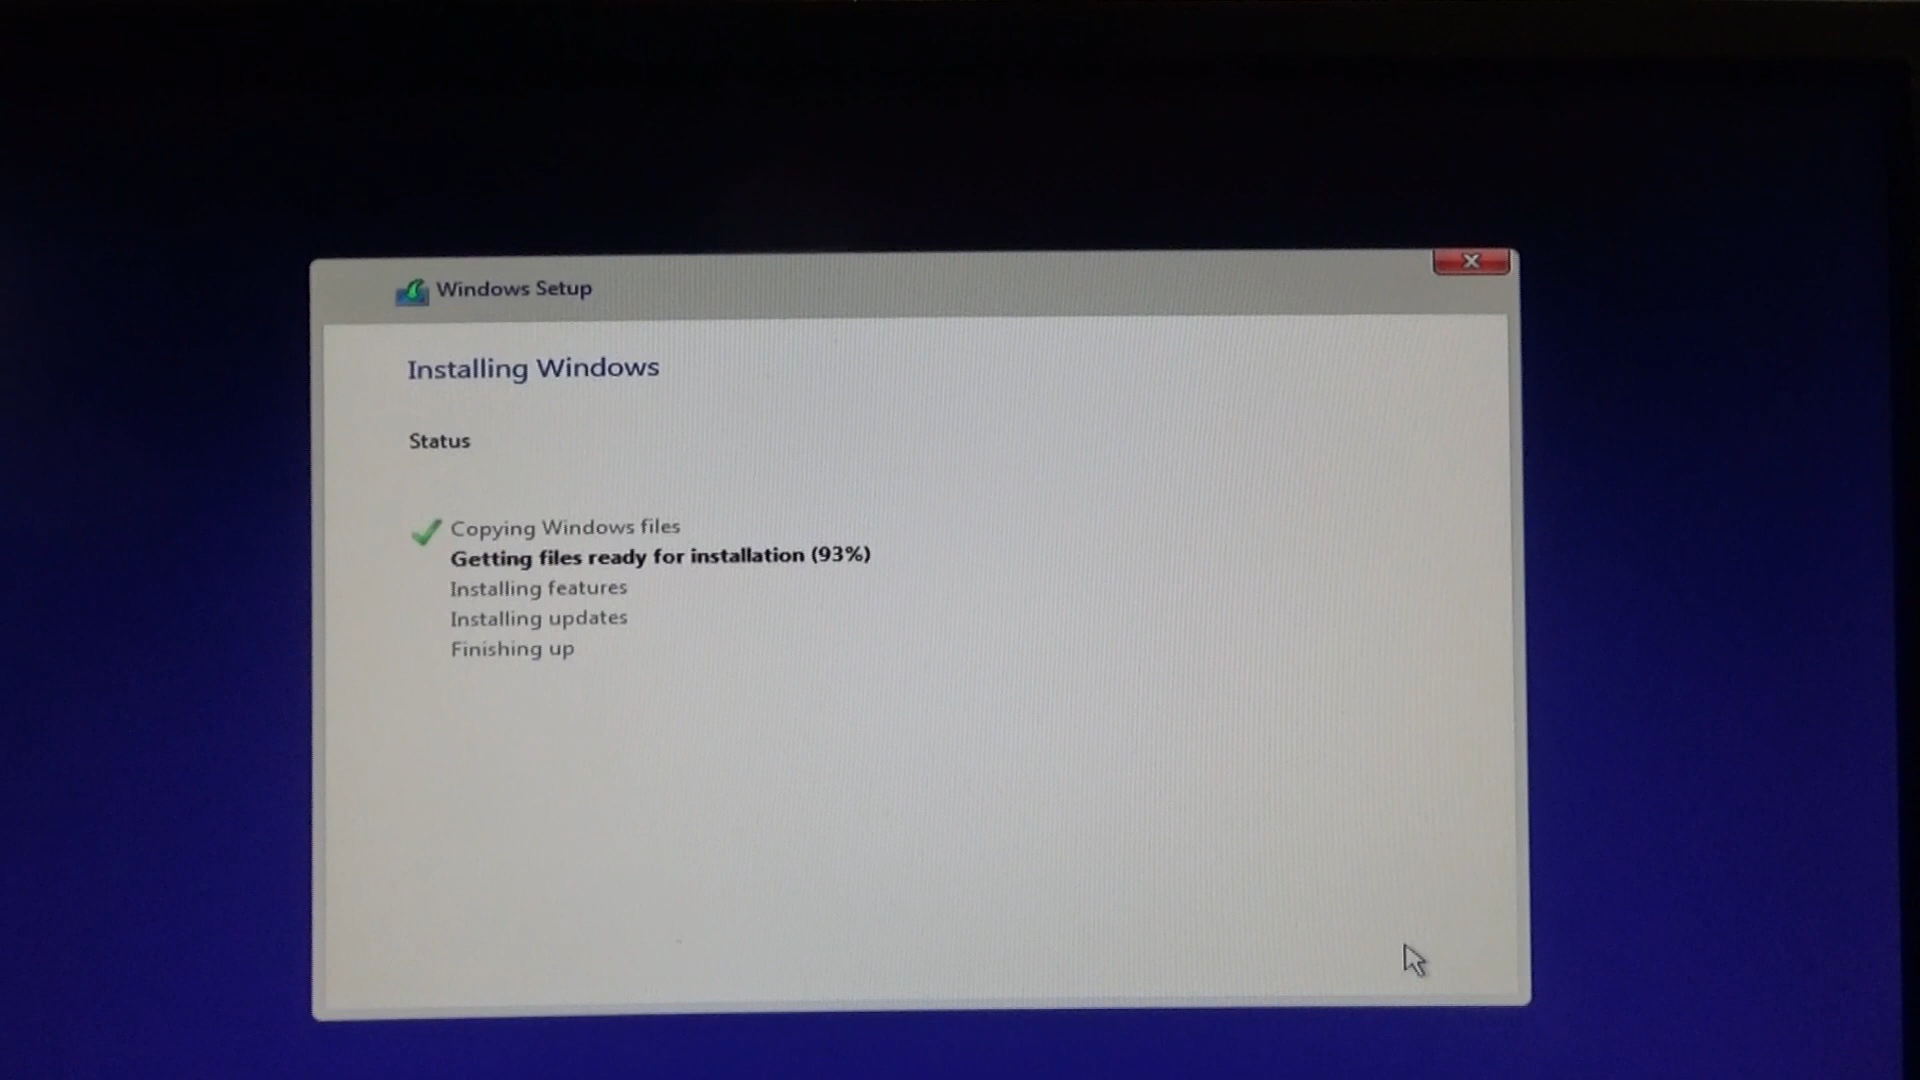 Windows Setup
Installing Windows
Status
Copying Windows files
Getting files ready for installation (93%)
Installing features
Installing updates
Finishing up